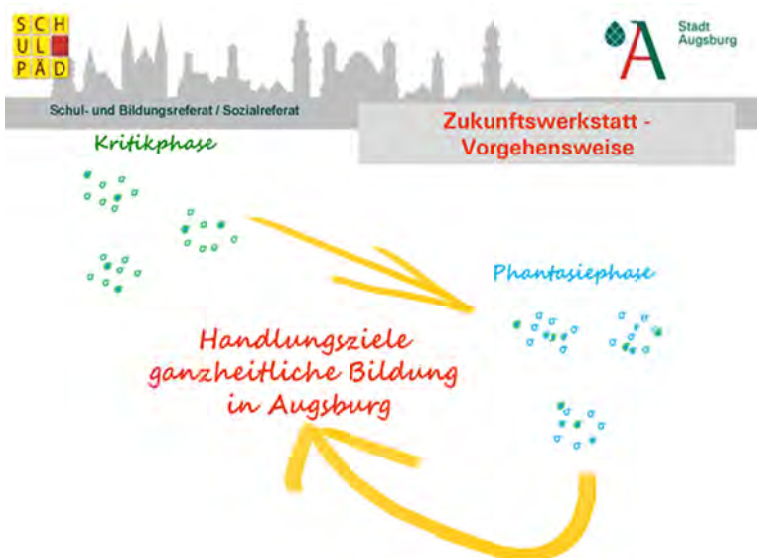 SCH
UL
PÄD
Stadt
Augsburg
Schul- und Bildungsreferat / Sozialreferat
Zukunftswerkstatt -
Vorgehensweise
Kritikphase
Phantasiephase
Handlungsziele
ganzheitliche Bildung
in Augsburg